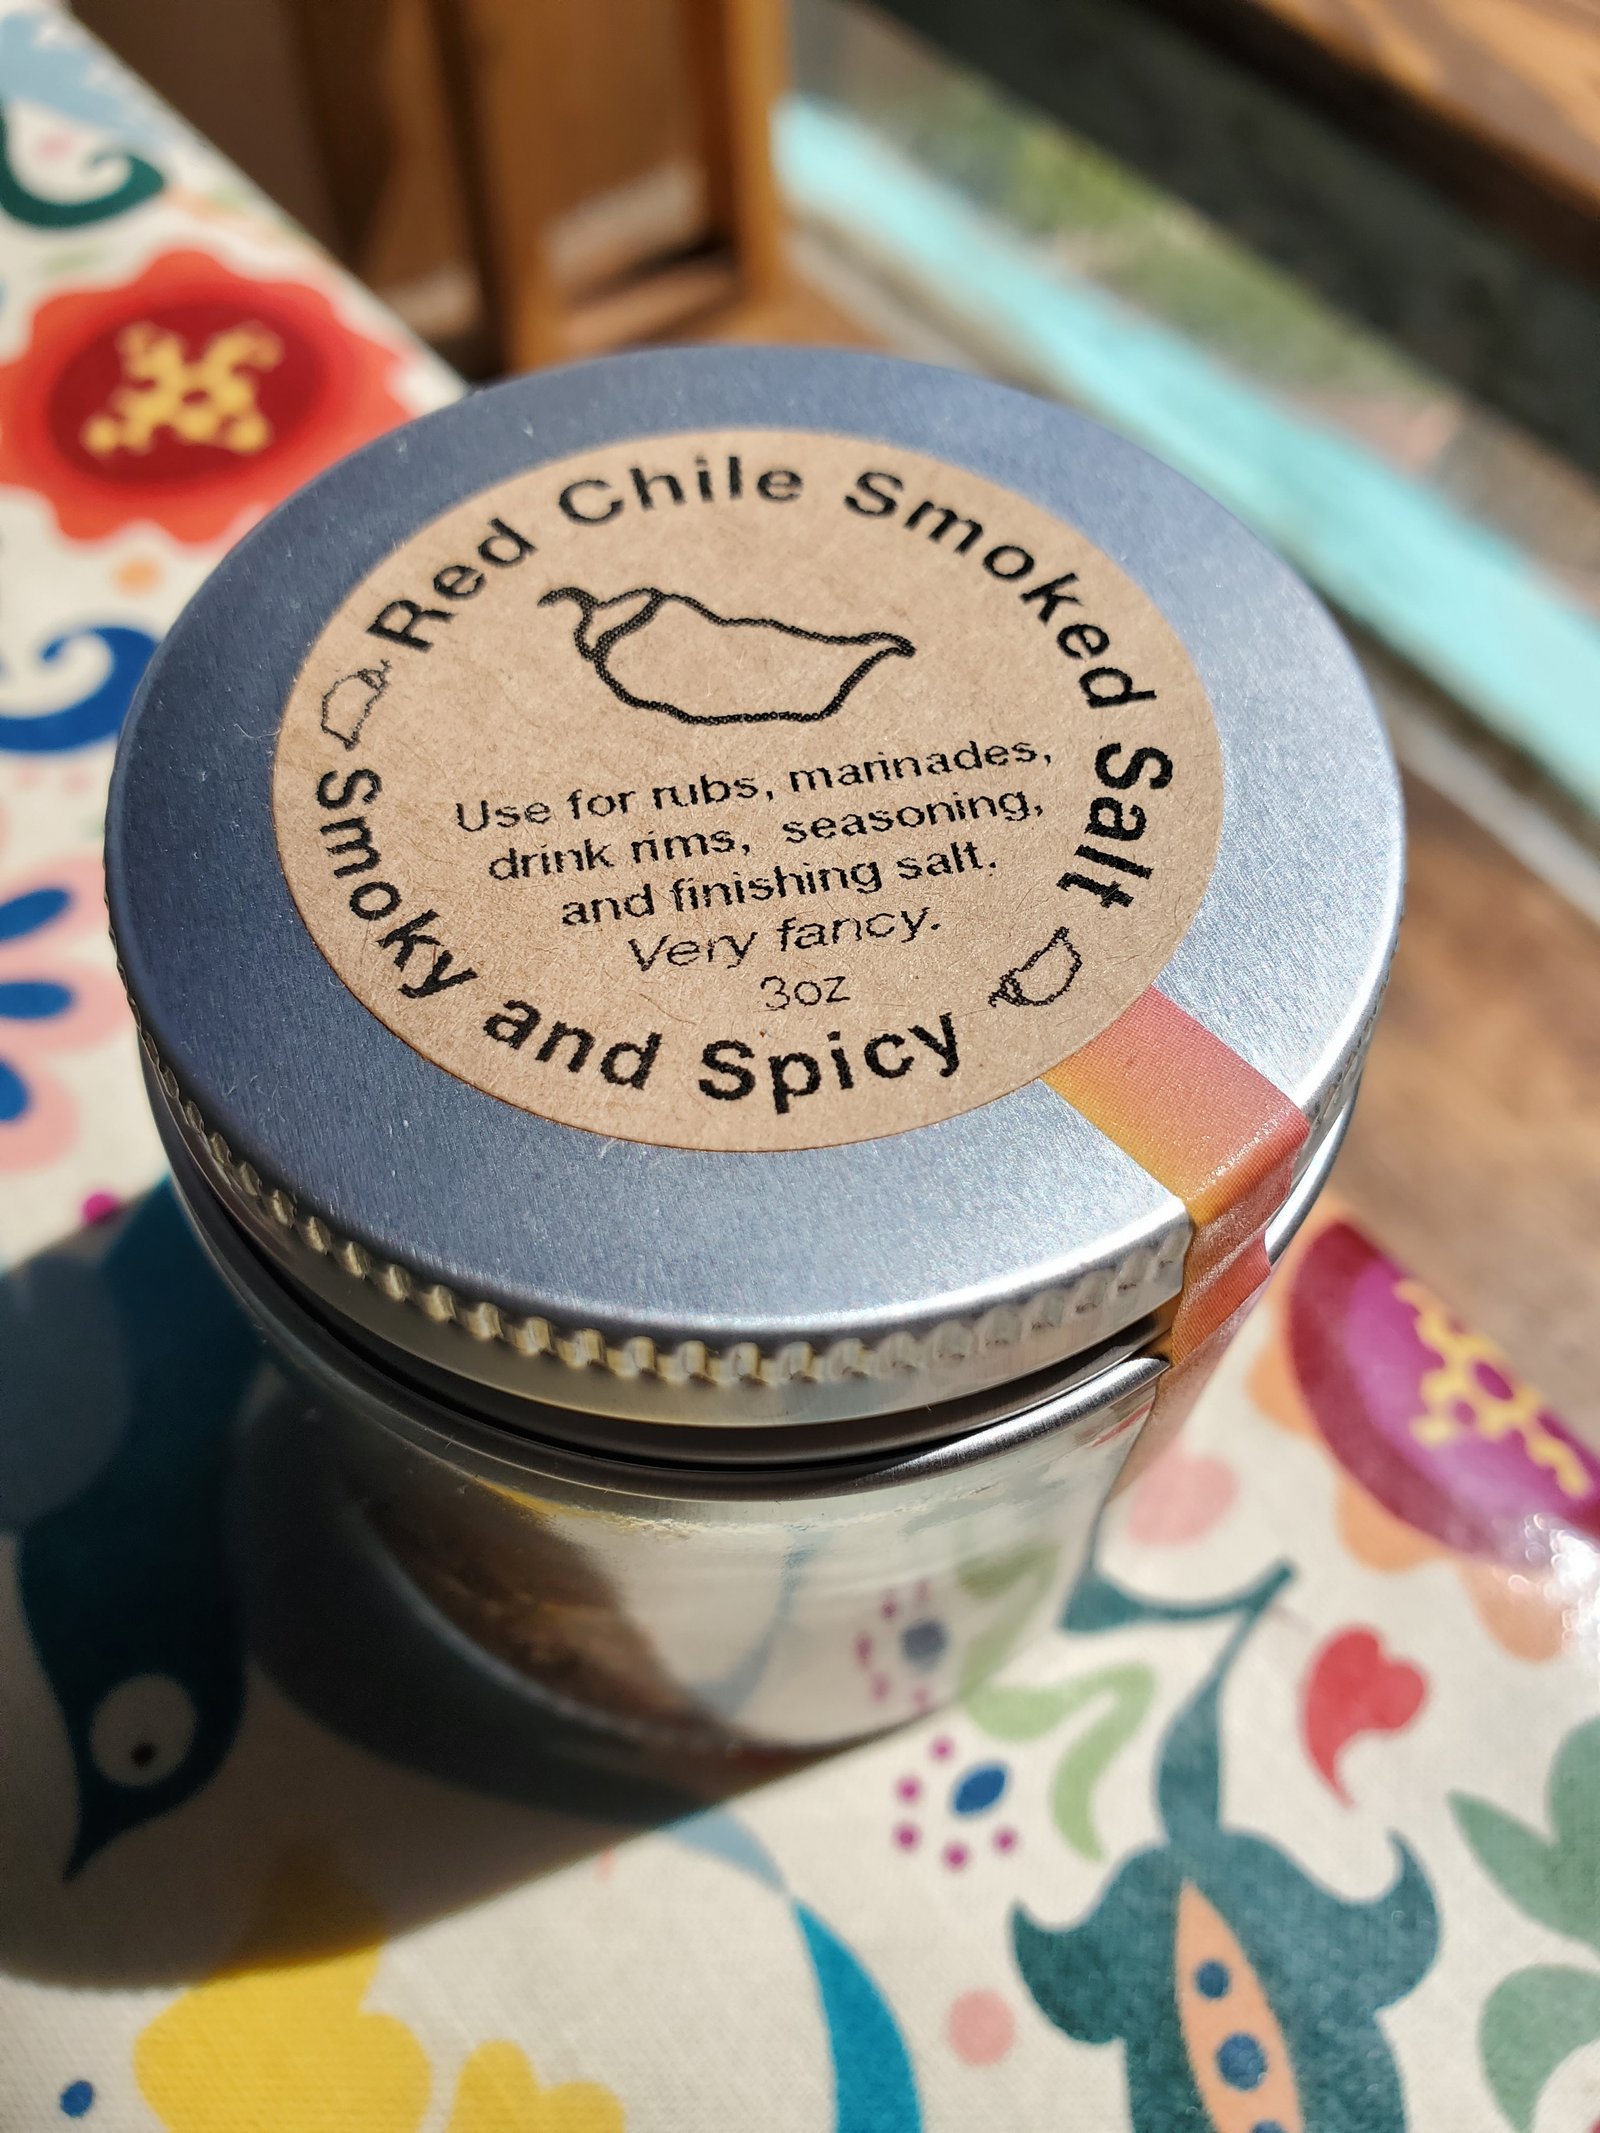 Red Chile Smoked Salt
Use for rubs, marinades,
drink rims, seasoning,
and finishing salt.
Very fancy.
3oz
Smoky and Spicy